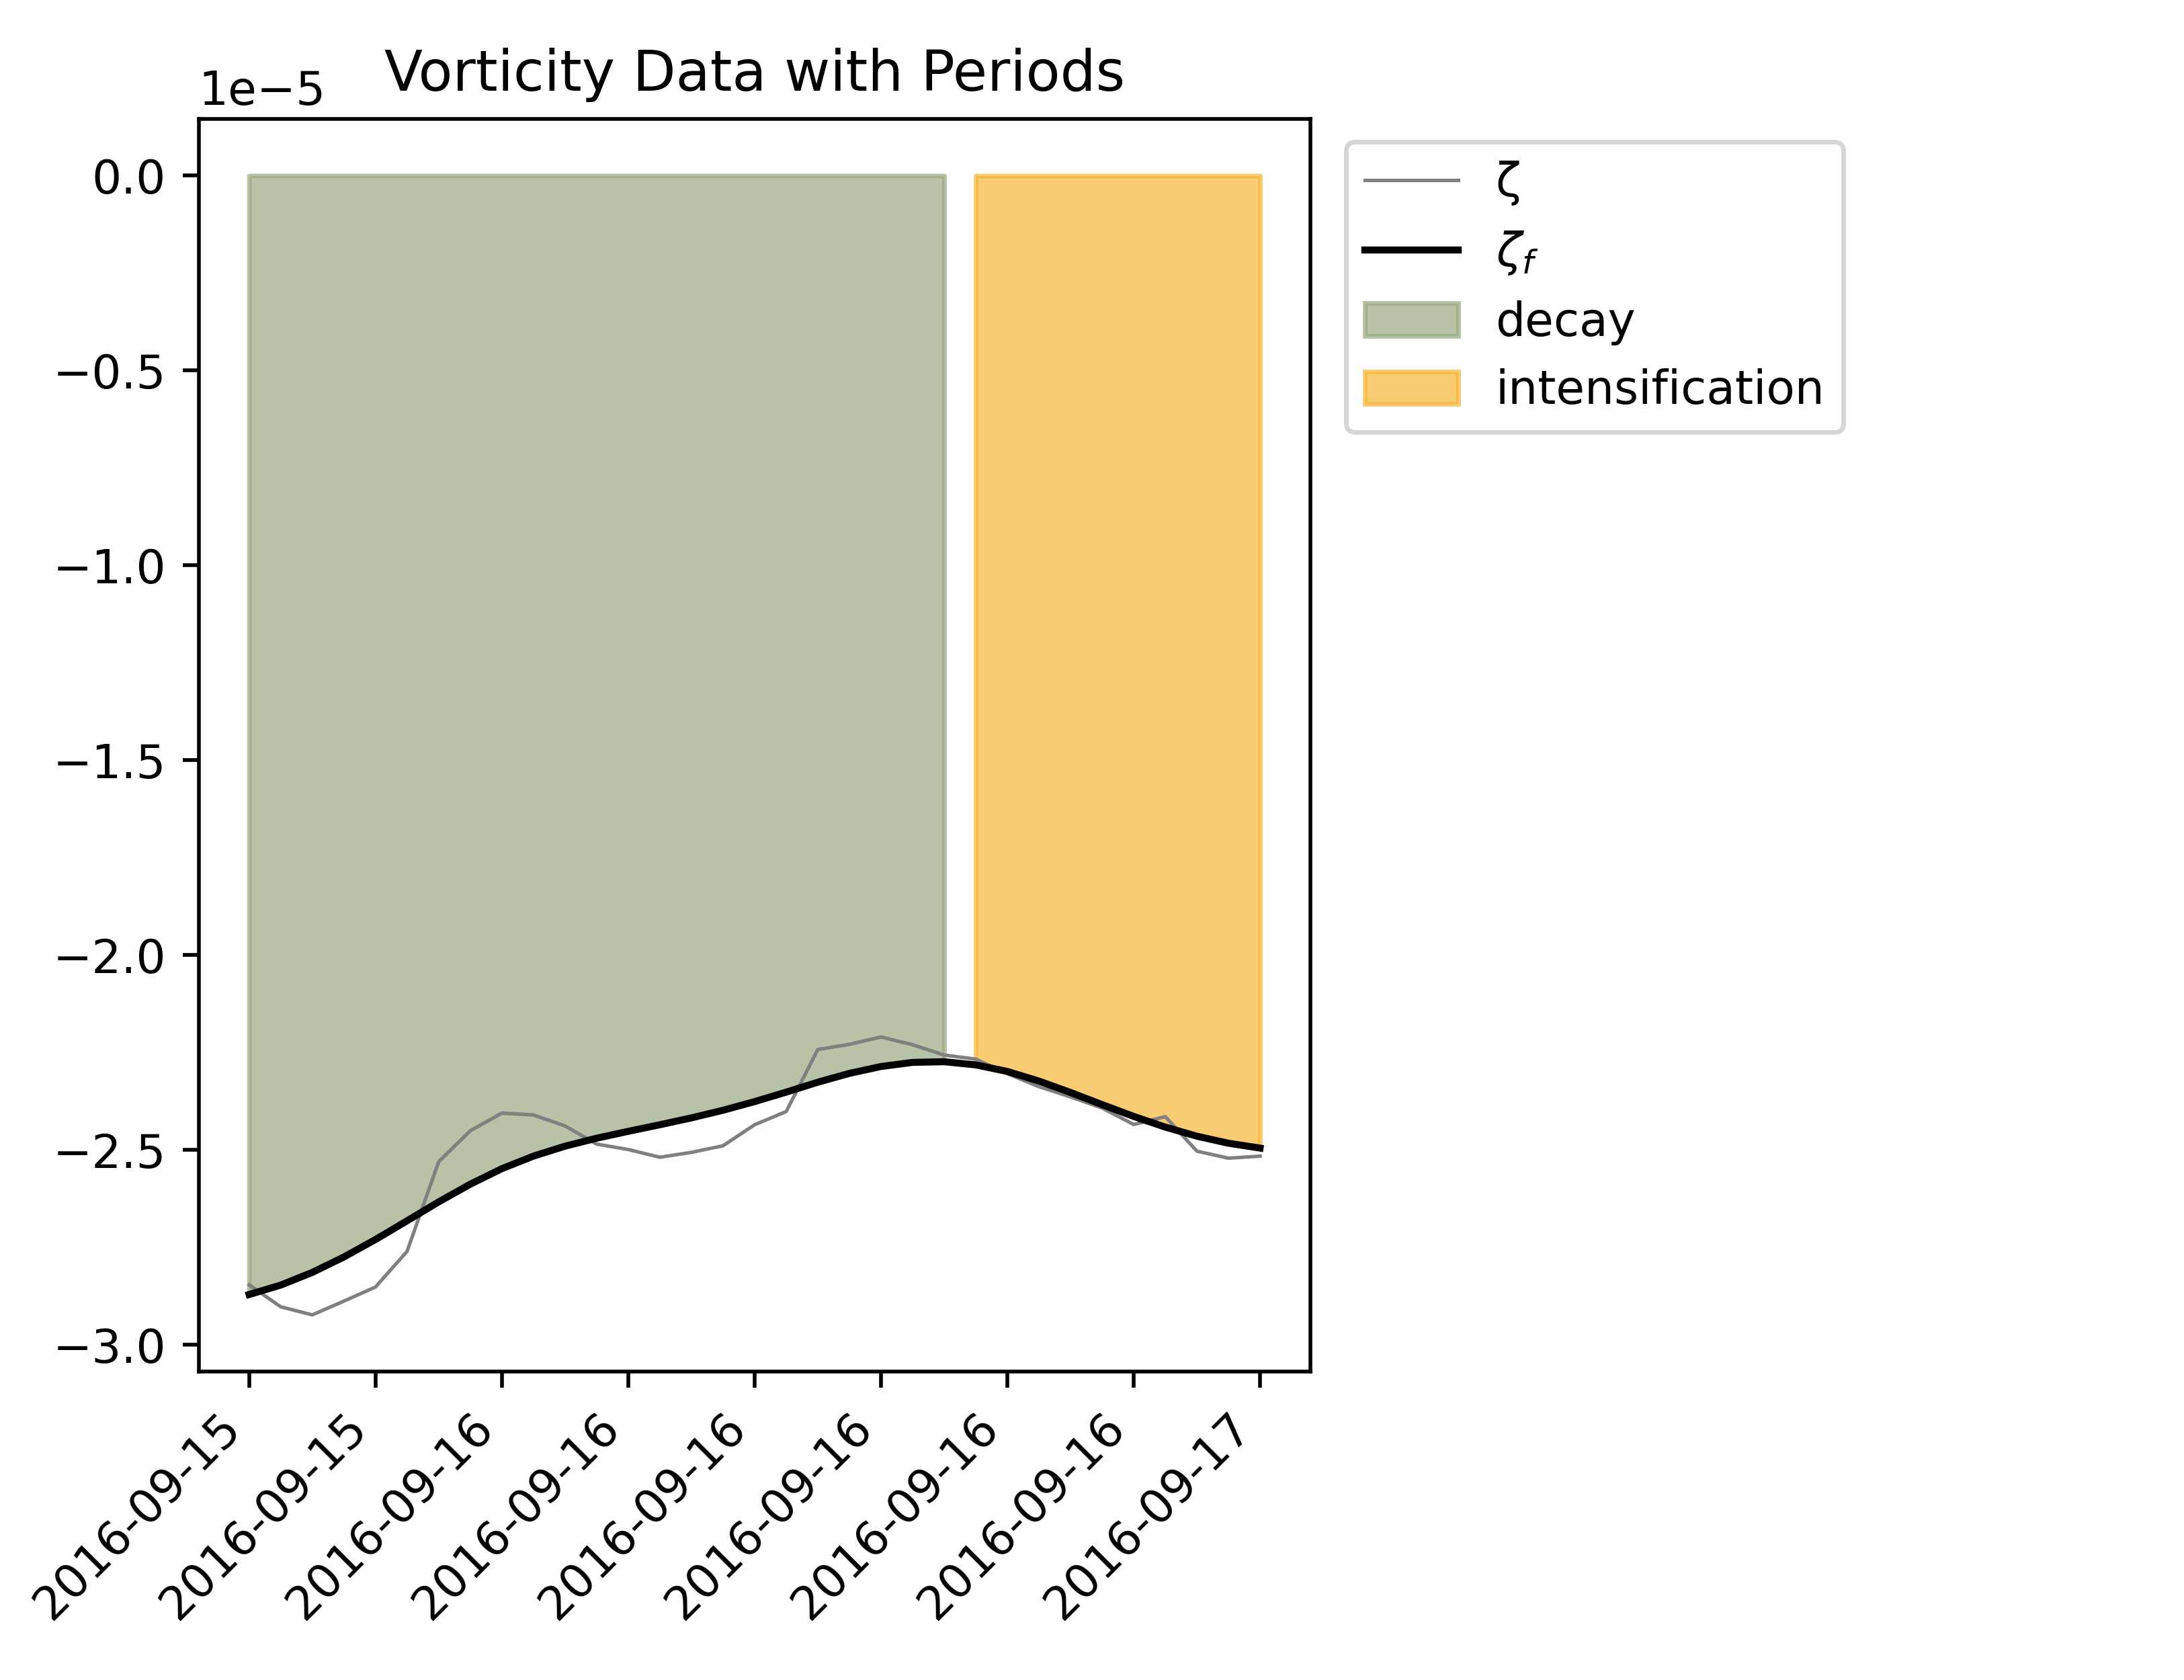 Vorticity Data with Periods
1e−5
0.0
−0.5
−1.0
−1.5
−2.0
−2.5
−3.0
2016-09-15
2016-09-15
2016-09-16
2016-09-16
2016-09-16
2016-09-16
2016-09-16
2016-09-16
2016-09-17
ζ
ζf
decay
intensification